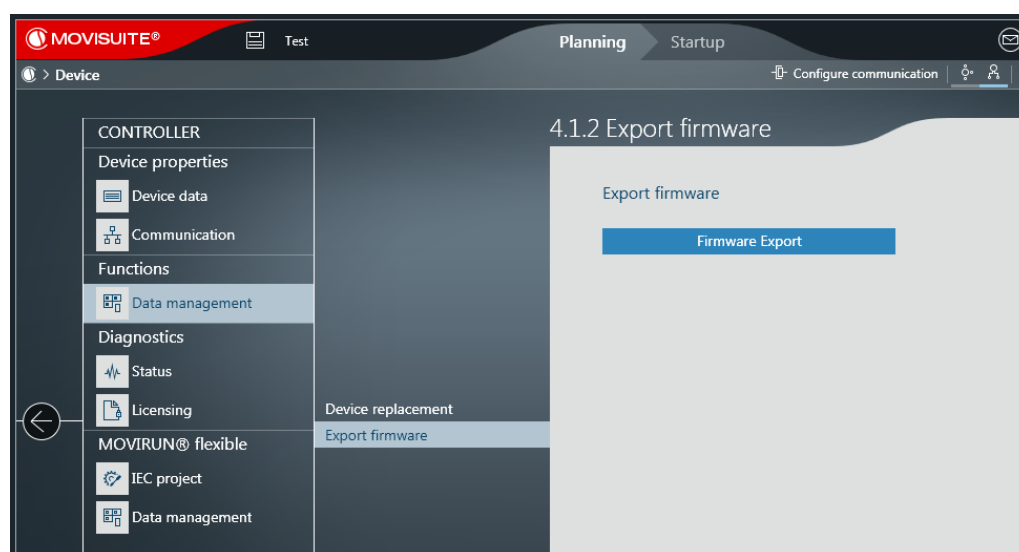 MOVISUITE®
Test
Planning
Startup
> Device
Configure communication
CONTROLLER
Device properties
Device data
Communication
Functions
Data management
Diagnostics
Status
Licensing
MOVIRUN® flexible
IEC project
Data management
Device replacement
Export firmware
4.1.2 Export firmware
Export firmware
Firmware Export